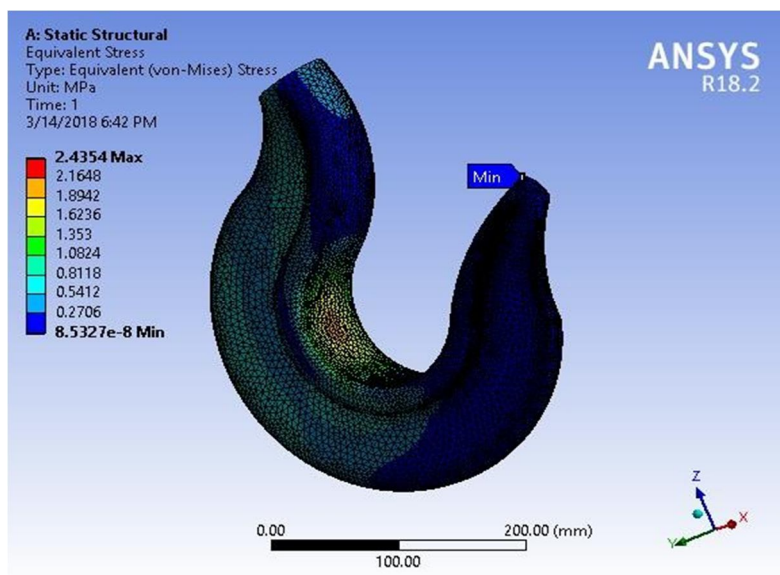 A: Static Structural
Equivalent Stress
Type: Equivalent (von-Mises) Stress
Unit: MPa
Time: 1
3/14/2018 6:42 PM
ANSYS
R18.2
2.4354 Max
2.1648
1.8942
1.6236
1.353
1.0824
0.8118
0.5412
0.2706
8.5327e-8 Min
Min
0.00
200.00 (mm)
100.00
Z
X
Y